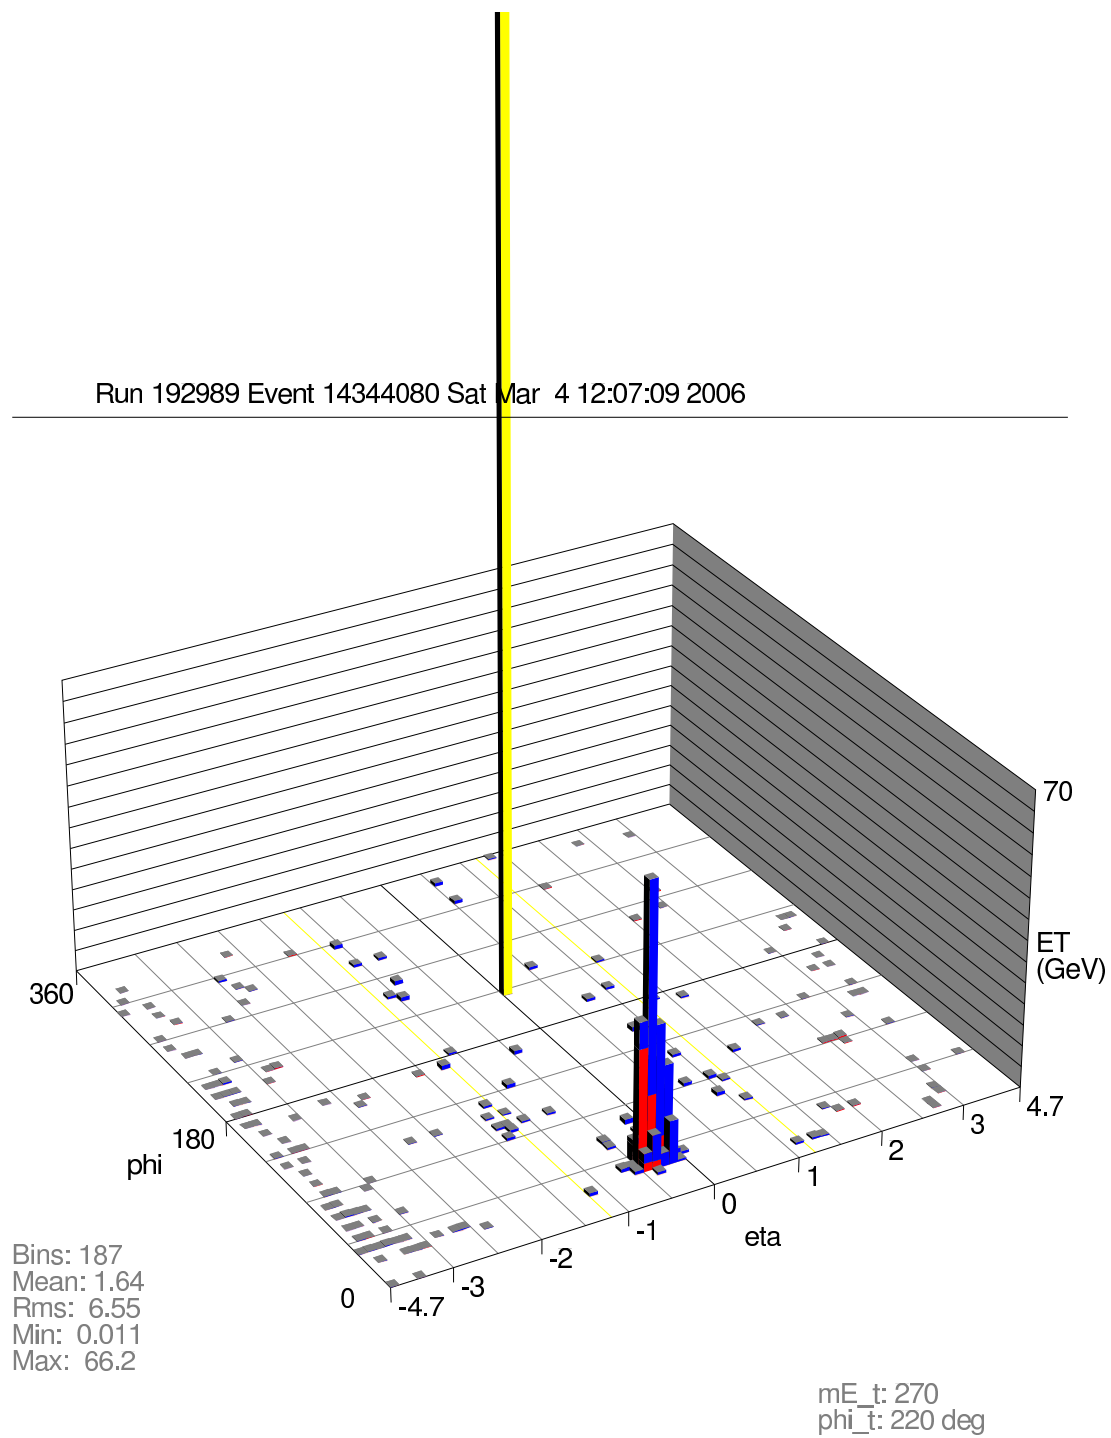 Run 192989 Event 14344080 Sat Mar  4 12:07:09 2006
70
ET
(GeV)
360
180
phi
0
-4.7
-3
-2
-1
0
1
2
3
4.7
eta
Bins: 187
Mean: 1.64
Rms:  6.55
Min:  0.011
Max:  66.2
mE_t: 270
phi_t: 220 deg